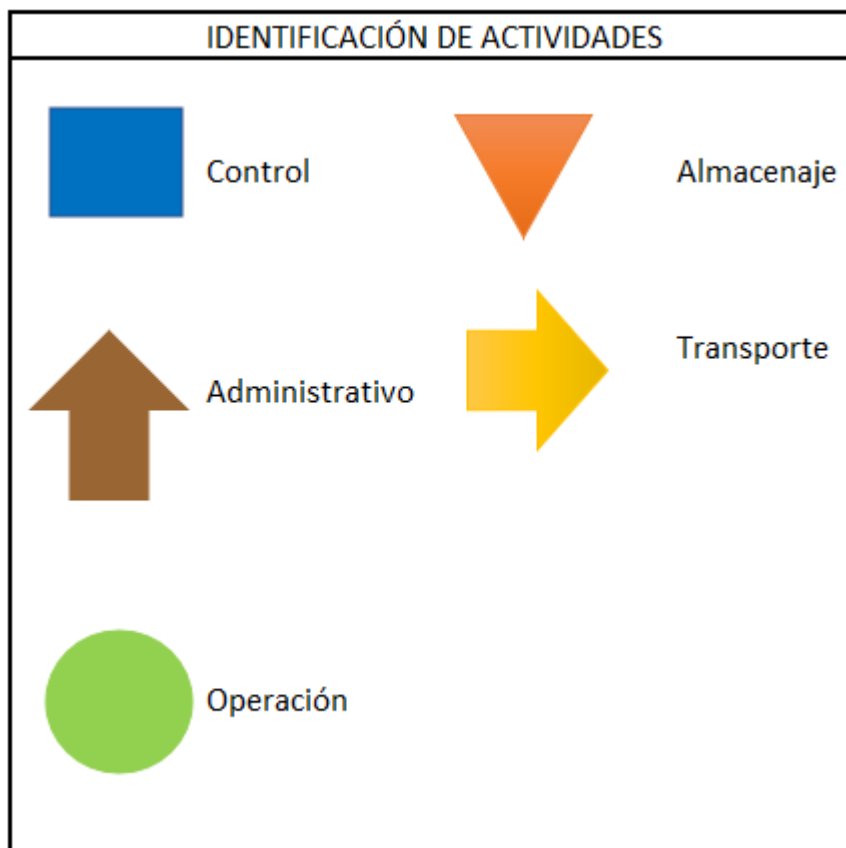 IDENTIFICACIÓN DE ACTIVIDADES
Control
Almacenaje
Administrativo
Transporte
Operación